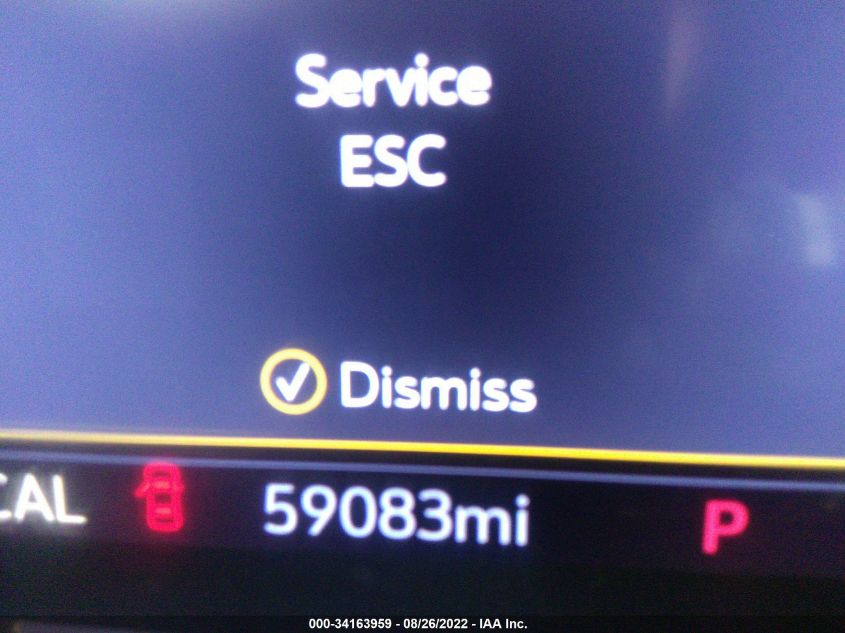 Service
ESC
Dismiss
CAL 59083mi P
000-34163959 - 08/26/2022 - IAA Inc.